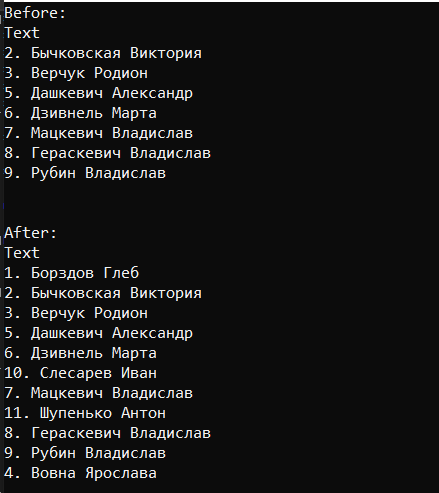 Before:
Text
2. Бычковская Виктория
3. Верчук Родион
5. Дашкевич Александр
6. Дзивнель Марта
7. Мацкевич Владислав
8. Гераскевич Владислав
9. Рубин Владислав
After:
Text
1. Борздов Глеб
2. Бычковская Виктория
3. Верчук Родион
5. Дашкевич Александр
6. Дзивнель Марта
10. Слесарев Иван
7. Мацкевич Владислав
11. Шупенько Антон
8. Гераскевич Владислав
9. Рубин Владислав
4. Вовна Ярослава